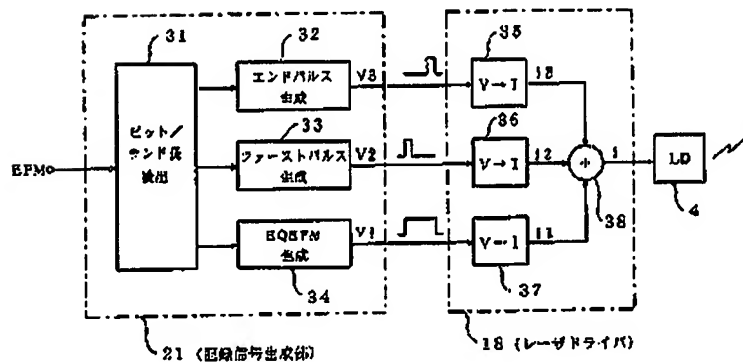 31
32
エンドパルス
生成
V3
35
V→I
i3
33
ファーストパルス
生成
V2
36
V→I
i2
ピット/
ランド長
検出
EFM
EQEFM
生成
V1
34
V→I
i1
37
+
38
i
LD
4
21 (記録信号生成部)
18 (レーザドライバ)